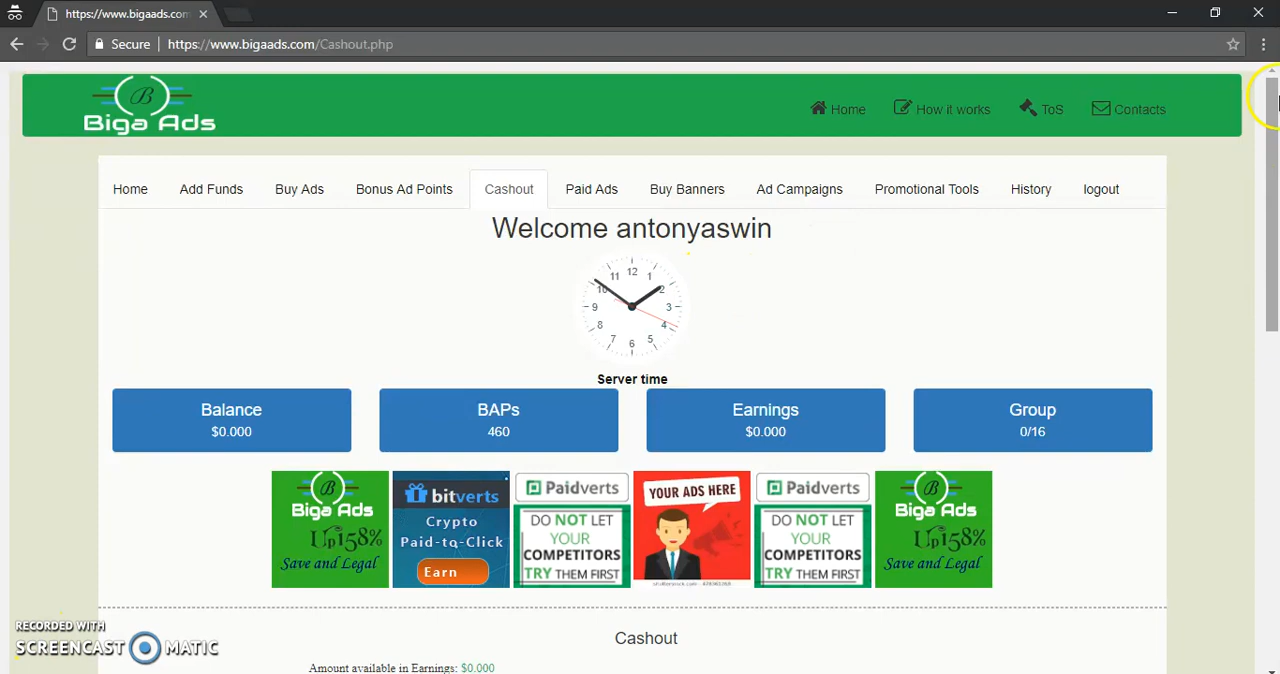 https://www.bigaads.com
Secure
https://www.bigaads.com/Cashout.php
B
Biga Ads
Home
How it works
ToS
Contacts
Home
Add Funds
Buy Ads
Bonus Ad Points
Cashout
Paid Ads
Buy Banners
Ad Campaigns
Promotional Tools
History
logout
Welcome antonyaswin
12
11
1
10
2
9
3
8
4
7
5
6
Server time
Balance
$0.000
BAPs
460
Earnings
$0.000
Group
0/16
B
Biga Ads
Up158%
Save and Legal
bitverts
Crypto
Paid-to-Click
Earn
Paidverts
DO NOT LET
YOUR
COMPETITORS
TRY THEM FIRST
YOUR ADS HERE
Paidverts
DO NOT LET
YOUR
COMPETITORS
TRY THEM FIRST
B
Biga Ads
Up158%
Save and Legal
RECORDED WITH
SCREENCAST MATIC
Cashout
Amount available in Earnings: $0.000